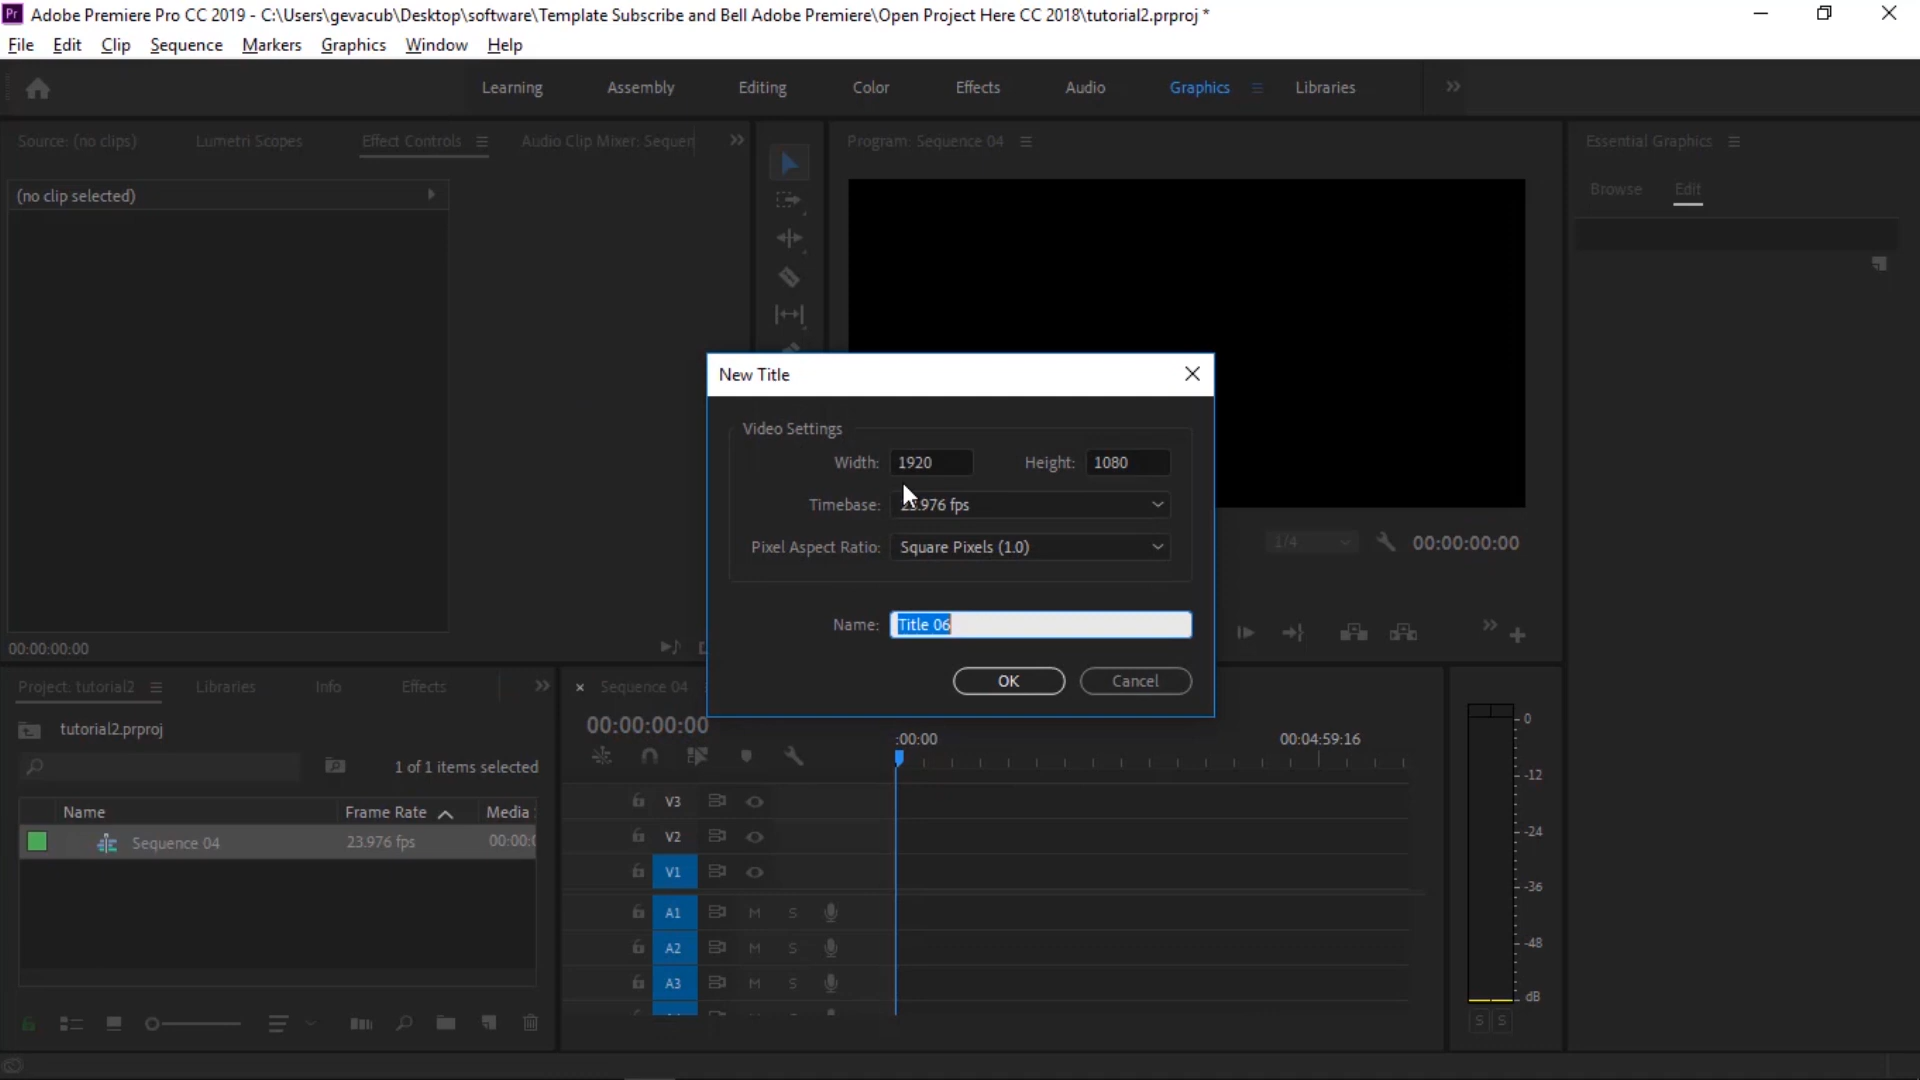 Adobe Premiere Pro CC 2019 - C:\Users\gevacub\Desktop\software\Template Subscribe and Bell Adobe Premiere\Open Project Here CC 2018\tutorial2.prproj *
File Edit Clip Sequence Markers Graphics Window Help
Learning Assembly Editing Color Effects Audio Graphics Libraries
Source: (no clips) Lumetri Scopes Effect Controls Audio Clip Mixer: Sequen
Program: Sequence 04
Essential Graphics
Browse Edit
(no clip selected)
New Title
Video Settings
Width: 1920 Height: 1080
Timebase: 23.976 fps
Pixel Aspect Ratio: Square Pixels (1.0)
Name: Title 06
OK Cancel
1/4 00:00:00:00
00:00:00:00
Project: tutorial2 Libraries Info Effects
tutorial2.prproj
1 of 1 items selected
Name Frame Rate Media
Sequence 04 23.976 fps 00:00:0
× Sequence 04
00:00:00:00
:00:00 00:04:59:16
V3
V2
V1
A1 M S
A2 M S
A3 M S
0
-12
-24
-36
-48
dB
S S